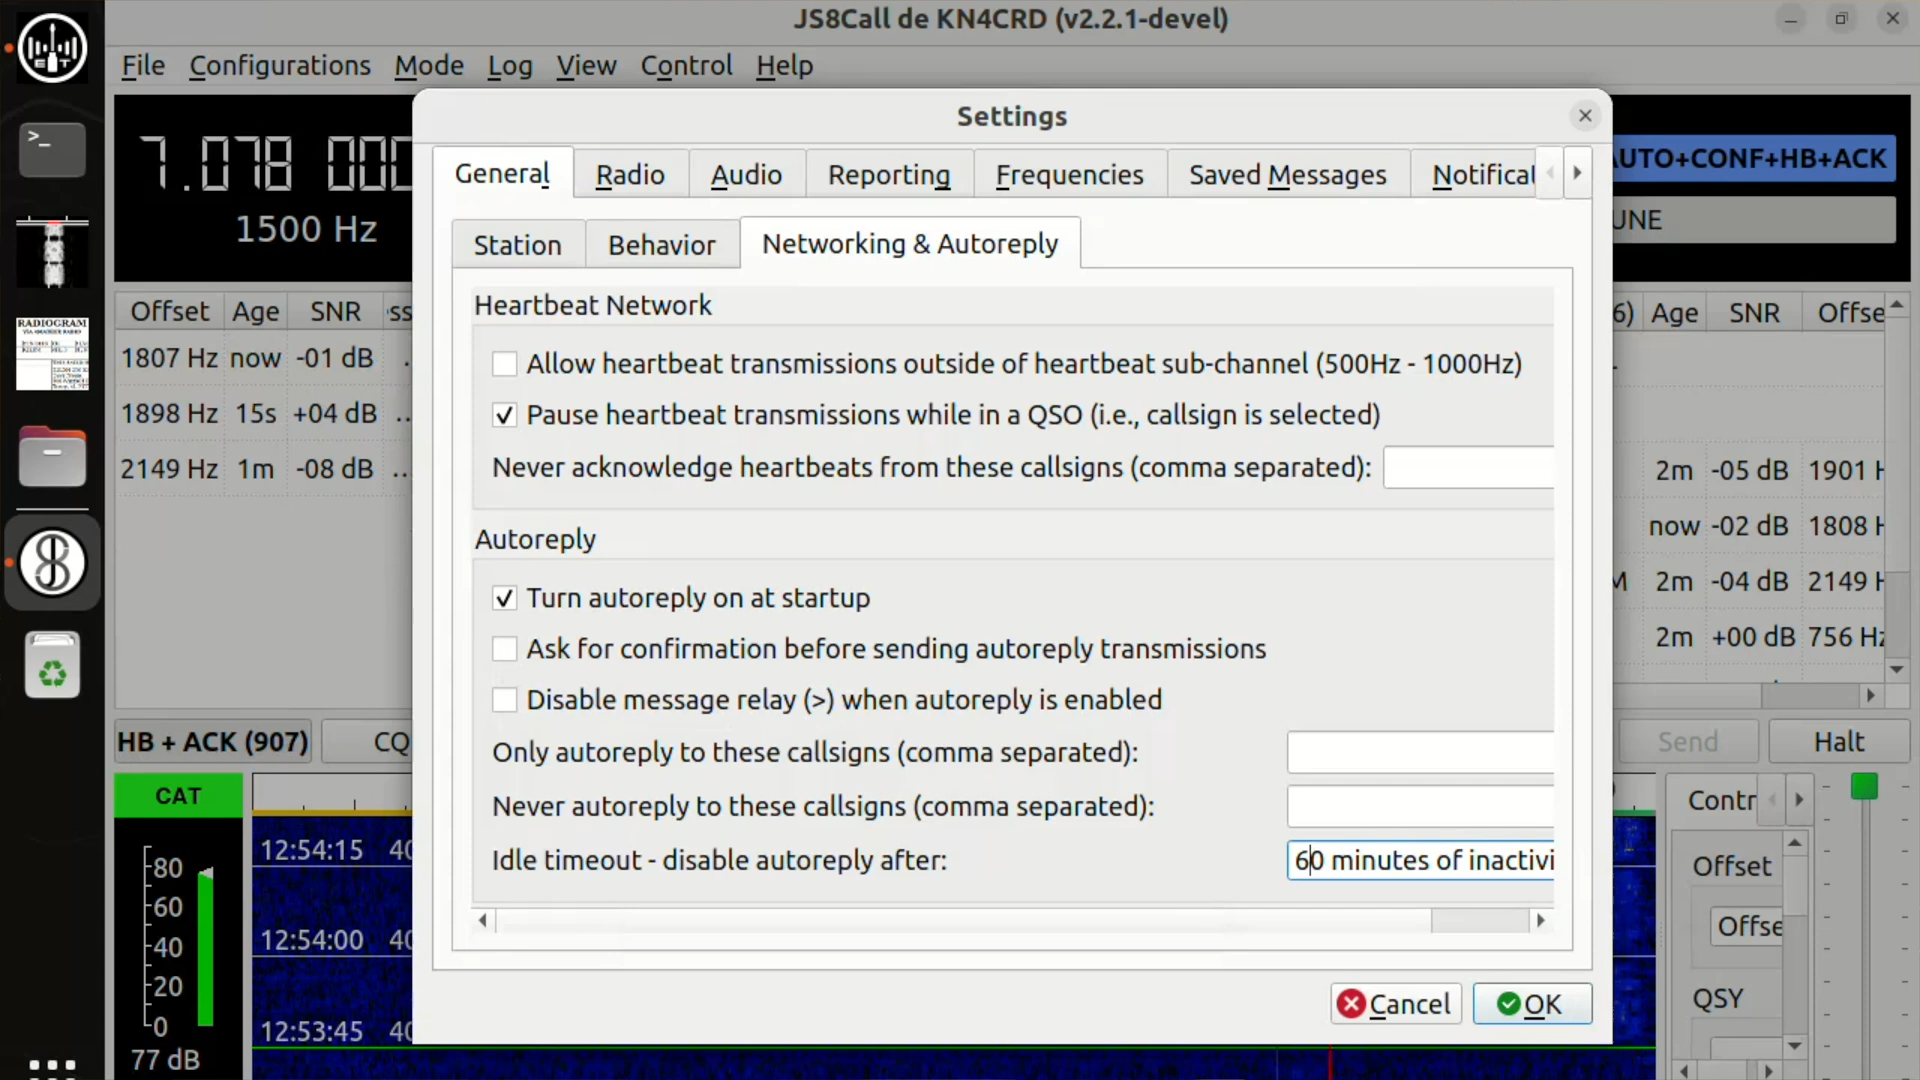 JS8Call de KN4CRD (v2.2.1-devel)
File Configurations Mode Log View Control Help
7.078 000
1500 Hz
AUTO+CONF+HB+ACK
UNE
Settings
General Radio Audio Reporting Frequencies Saved Messages Notificat
Station Behavior Networking & Autoreply
Heartbeat Network
Allow heartbeat transmissions outside of heartbeat sub-channel (500Hz - 1000Hz)
Pause heartbeat transmissions while in a QSO (i.e., callsign is selected)
Never acknowledge heartbeats from these callsigns (comma separated):
Autoreply
Turn autoreply on at startup
Ask for confirmation before sending autoreply transmissions
Disable message relay (>) when autoreply is enabled
Only autoreply to these callsigns (comma separated):
Never autoreply to these callsigns (comma separated):
Idle timeout - disable autoreply after: 60 minutes of inactivi
Cancel OK
Offset Age SNR
1807 Hz now -01 dB .
1898 Hz 15s +04 dB ..
2149 Hz 1m -08 dB ...
6) Age SNR Offse
2m -05 dB 1901 H
now -02 dB 1808 H
M 2m -04 dB 2149 H
2m +00 dB 756 Hz
HB + ACK (907) CQ
Send Halt
CAT
80
60
40
20
0
77 dB
12:54:15 40
12:54:00 40
12:53:45 40
Contr
Offset
Offse
QSY
RADIOGRAM
>_